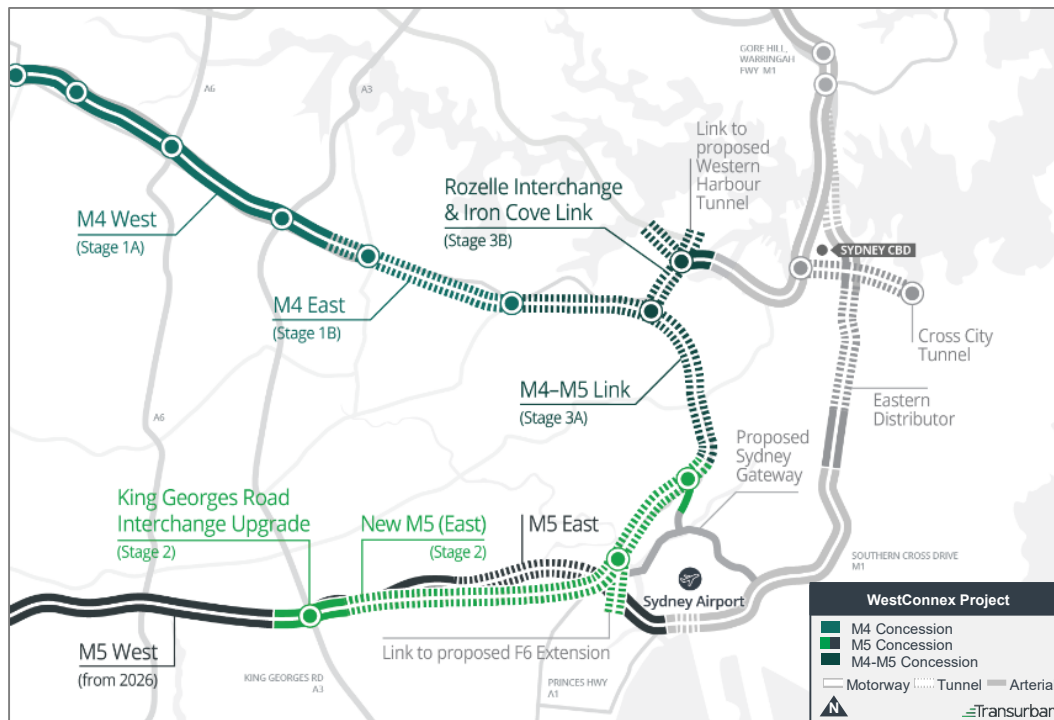 GORE HILL,
WARRINGAH
FWY M1
A6
A3
Link to
proposed
Western
Harbour
Tunnel
Rozelle Interchange
& Iron Cove Link
(Stage 3B)
M4 West
(Stage 1A)
SYDNEY CBD
M4 East
(Stage 1B)
Cross City
Tunnel
M4–M5 Link
(Stage 3A)
Eastern
Distributor
A6
Proposed
Sydney
Gateway
King Georges Road
Interchange Upgrade
(Stage 2)
New M5 (East)
(Stage 2)
M5 East
SOUTHERN CROSS DRIVE
M1
Sydney Airport
M5 West
(from 2026)
Link to proposed F6 Extension
KING GEORGES RD
A3
PRINCES HWY
A1
WestConnex Project
M4 Concession
M5 Concession
M4-M5 Concession
Motorway Tunnel Arteria
N
Transurban